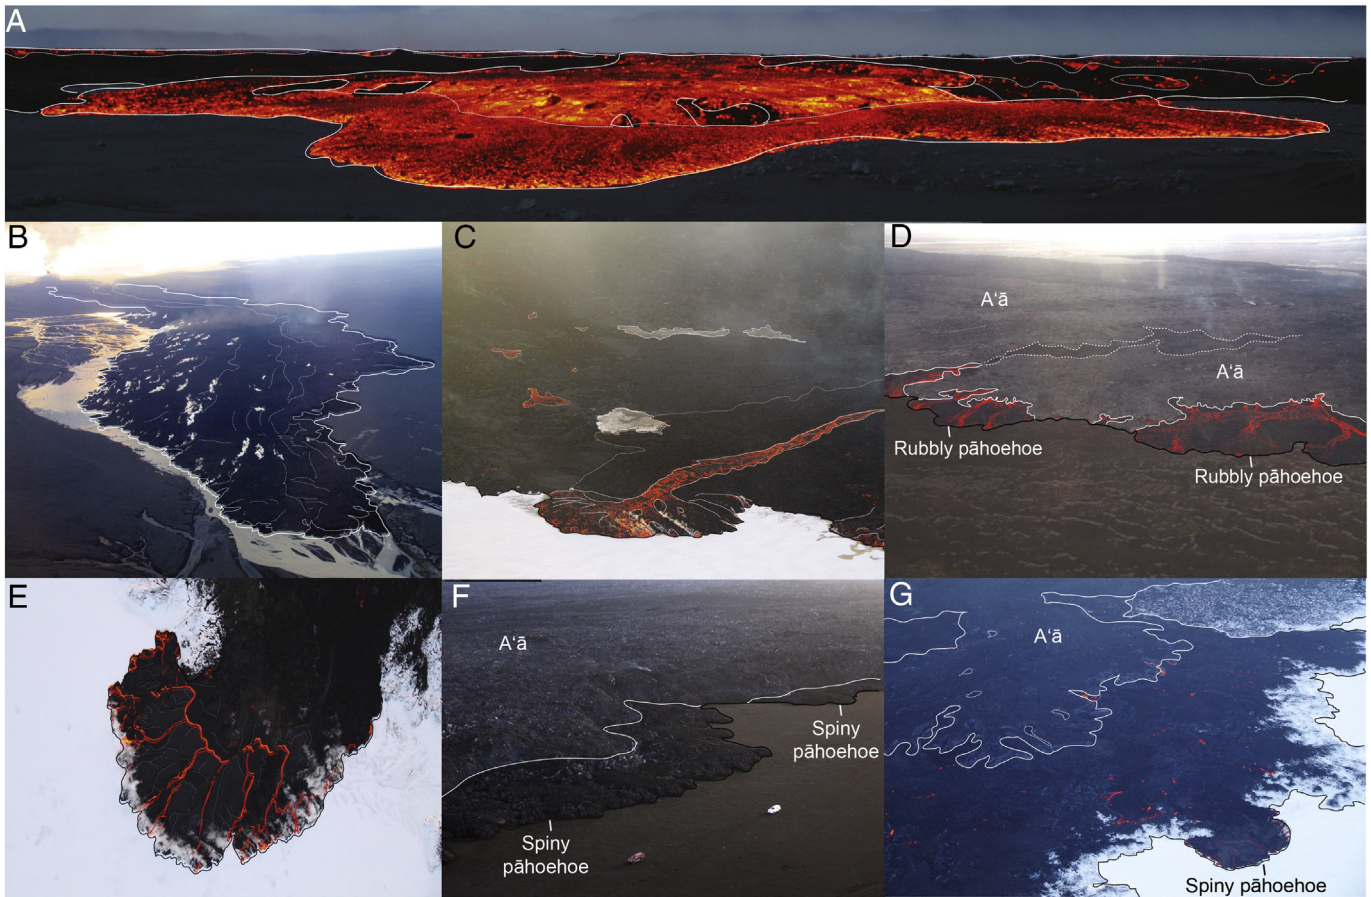 A
B
C
D
A‘ā
A‘ā
Rubbly pāhoehoe
Rubbly pāhoehoe
E
F
G
A‘ā
A‘ā
Spiny
pāhoehoe
Spiny
pāhoehoe
Spiny pāhoehoe